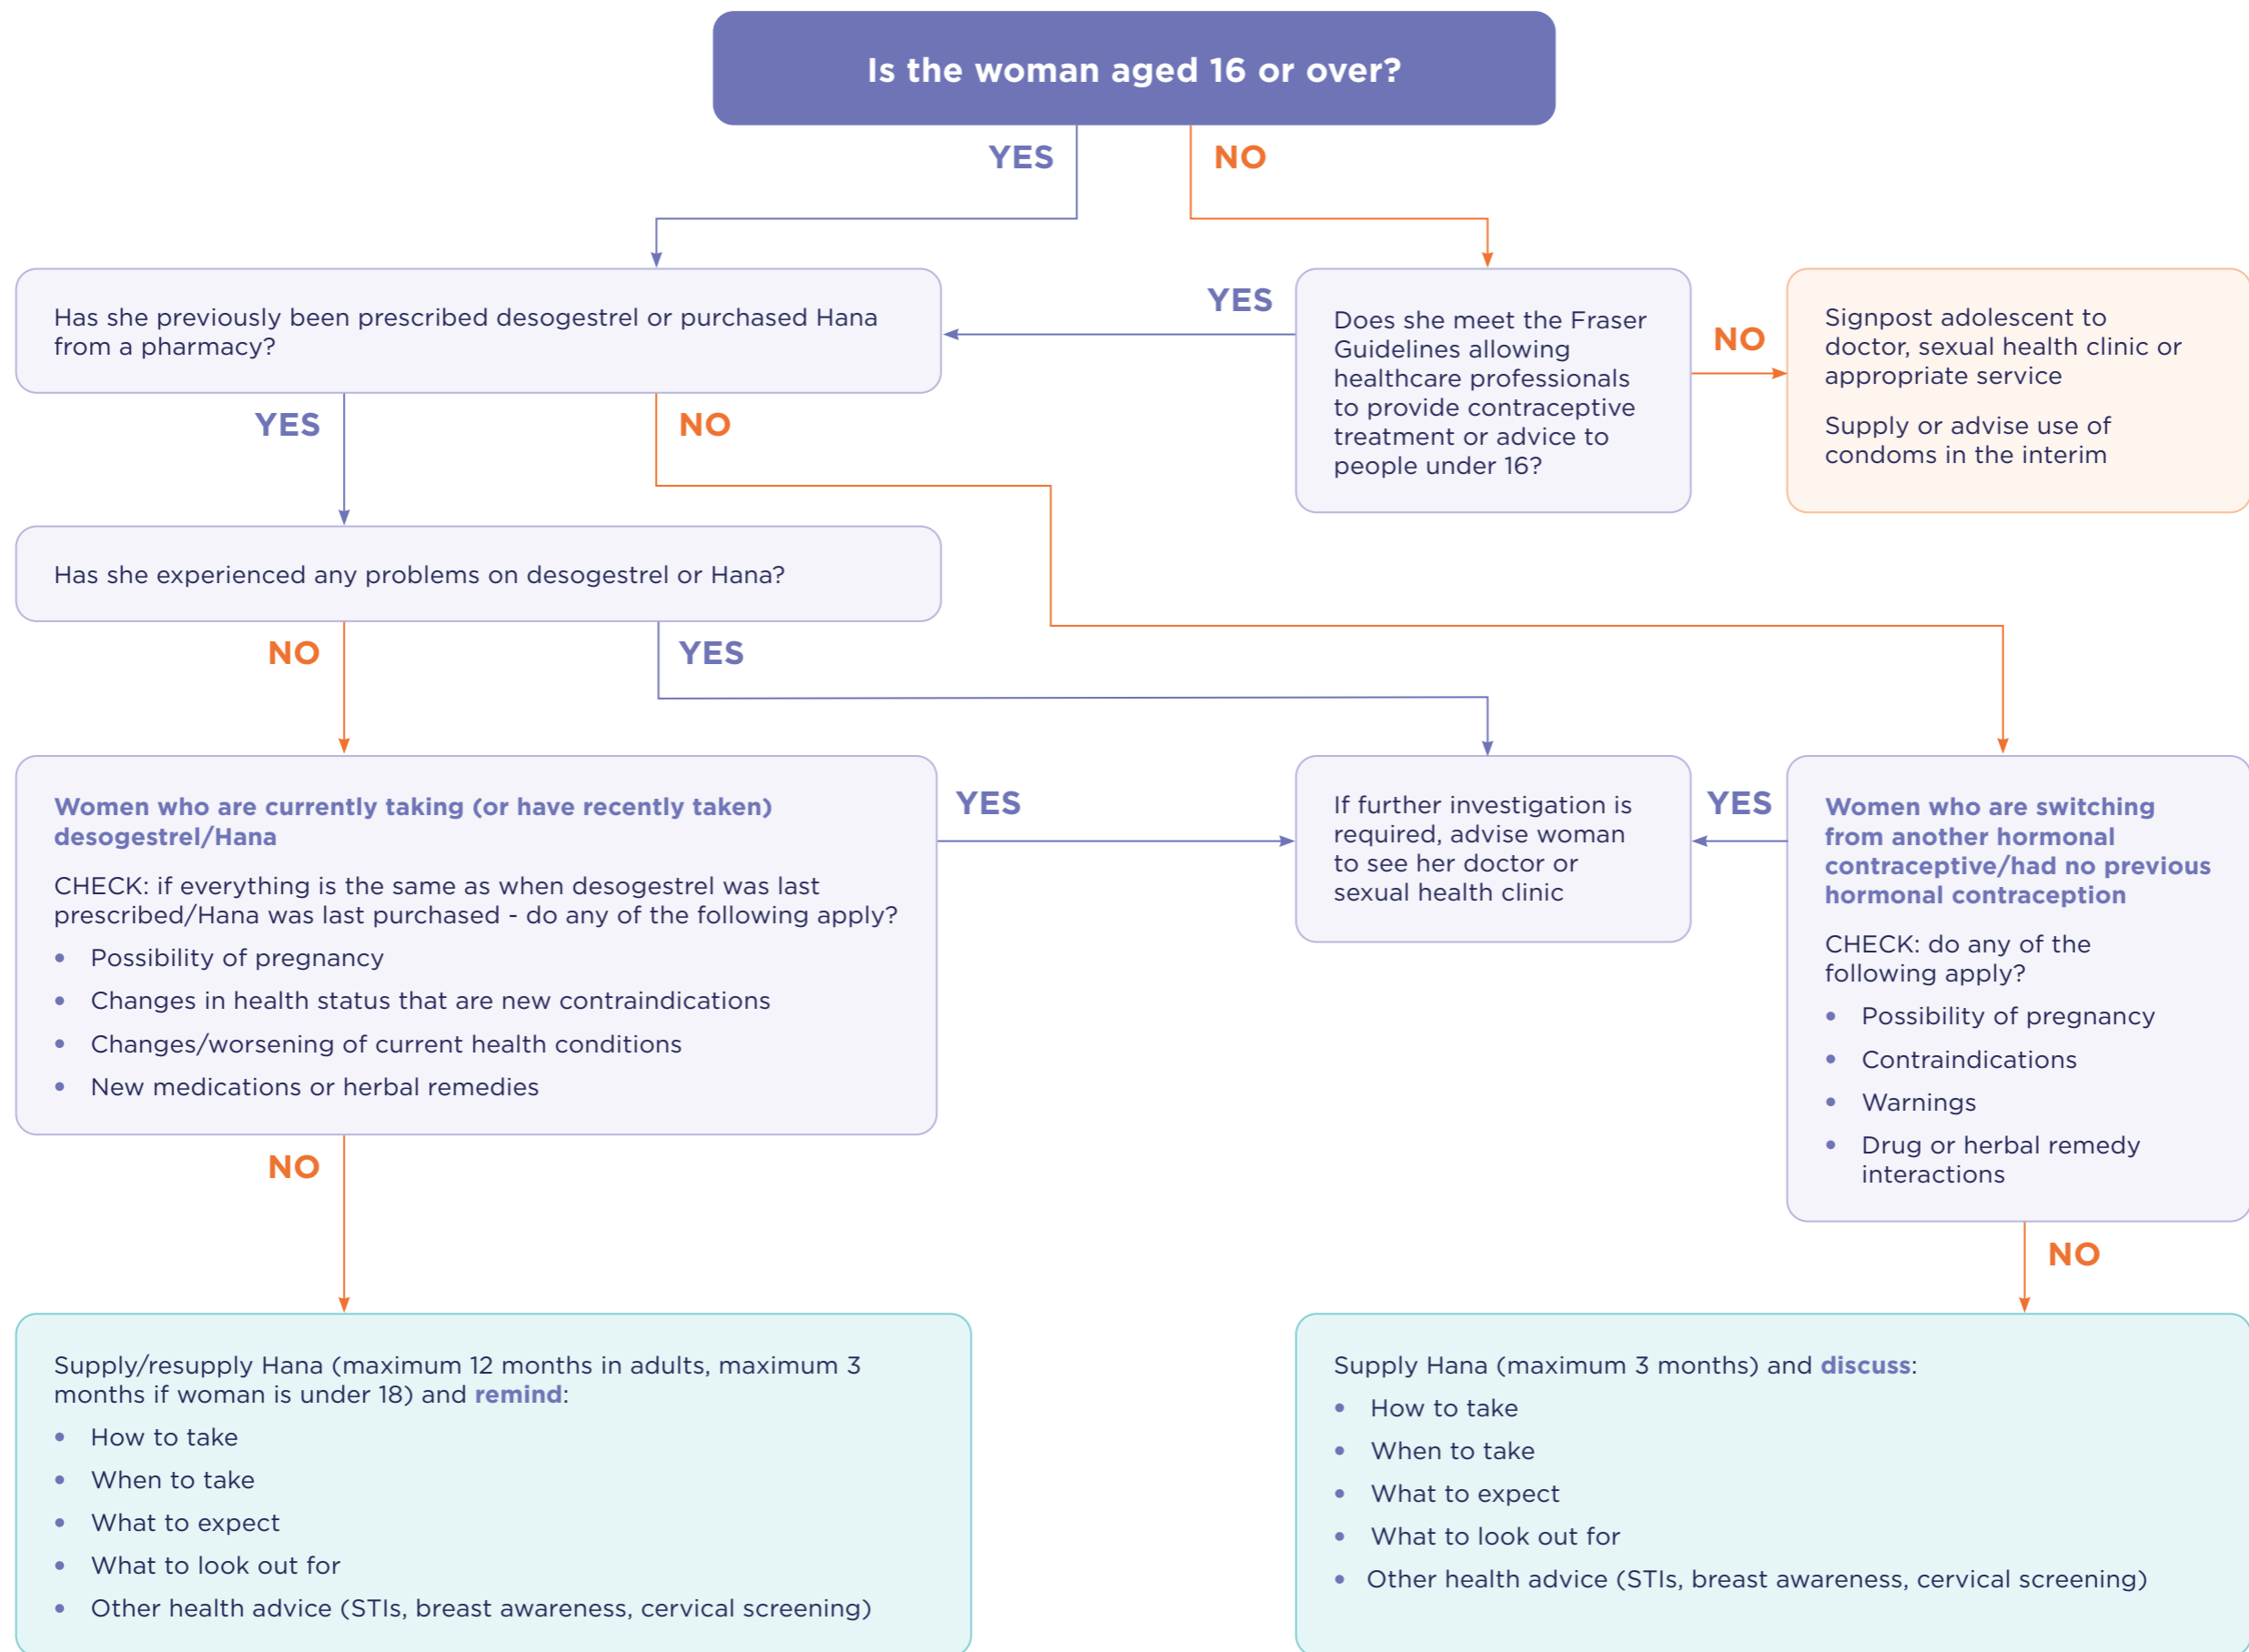 Is the woman aged 16 or over?
YES
NO
Has she previously been prescribed desogestrel or purchased Hana
from a pharmacy?
YES
Does she meet the Fraser
Guidelines allowing
healthcare professionals
to provide contraceptive
treatment or advice to
people under 16?
NO
Signpost adolescent to
doctor, sexual health clinic or
appropriate service
Supply or advise use of
condoms in the interim
YES
NO
Has she experienced any problems on desogestrel or Hana?
NO
YES
Women who are currently taking (or have recently taken)
desogestrel/Hana
CHECK: if everything is the same as when desogestrel was last
prescribed/Hana was last purchased - do any of the following apply?
• Possibility of pregnancy
• Changes in health status that are new contraindications
• Changes/worsening of current health conditions
• New medications or herbal remedies
YES
If further investigation is
required, advise woman
to see her doctor or
sexual health clinic
YES
Women who are switching
from another hormonal
contraceptive/had no previous
hormonal contraception
CHECK: do any of the
following apply?
• Possibility of pregnancy
• Contraindications
• Warnings
• Drug or herbal remedy
interactions
NO
NO
Supply/resupply Hana (maximum 12 months in adults, maximum 3
months if woman is under 18) and remind:
• How to take
• When to take
• What to expect
• What to look out for
• Other health advice (STIs, breast awareness, cervical screening)
Supply Hana (maximum 3 months) and discuss:
• How to take
• When to take
• What to expect
• What to look out for
• Other health advice (STIs, breast awareness, cervical screening)